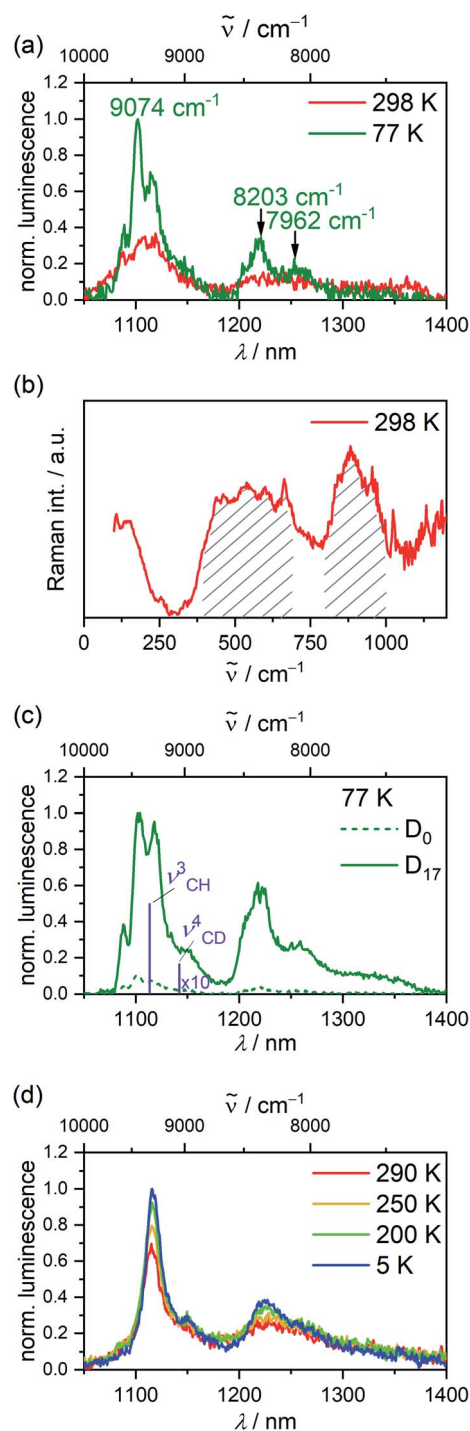 ṽ / cm⁻¹
(a) 10000 9000 8000
1.2
1.0
0.8
0.6
0.4
0.2
0.0
norm. luminescence
9074 cm⁻¹
298 K
77 K
8203 cm⁻¹
7962 cm⁻¹
1100 1200 1300 1400
λ / nm
(b)
298 K
Raman int. / a.u.
0 250 500 750 1000
ṽ / cm⁻¹
ṽ / cm⁻¹
(c) 10000 9000 8000
1.2
1.0
0.8
0.6
0.4
0.2
0.0
norm. luminescence
77 K
D₀
D₁₇
ν³CH
ν⁴CD
x10
1100 1200 1300 1400
λ / nm
ṽ / cm⁻¹
(d) 10000 9000 8000
1.2
1.0
0.8
0.6
0.4
0.2
0.0
norm. luminescence
290 K
250 K
200 K
5 K
1100 1200 1300 1400
λ / nm